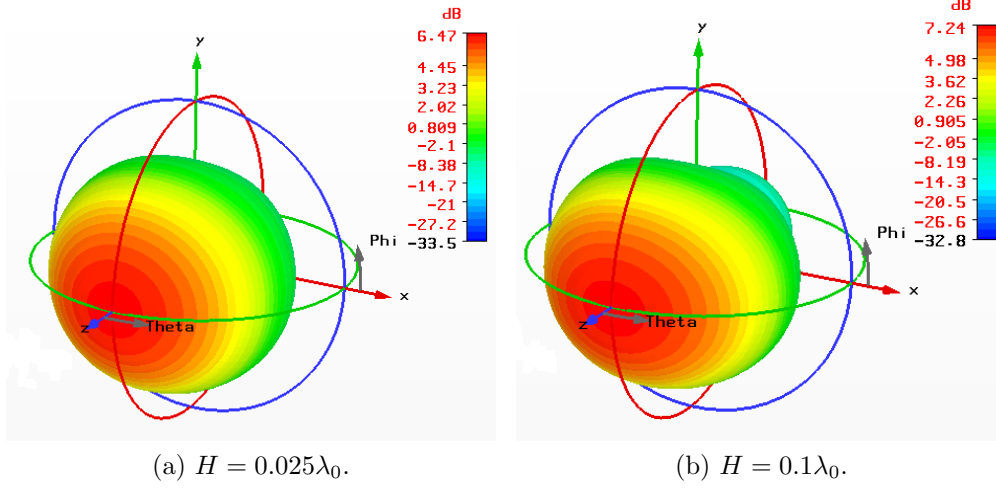 dB
6.47
4.45
3.23
2.02
0.809
-2.1
-8.38
-14.7
-21
-27.2
-33.5
y
Phi
x
z
Theta
(a) H = 0.025λ₀.
dB
7.24
4.98
3.62
2.26
0.905
-2.05
-8.19
-14.3
-20.5
-26.6
-32.8
y
Phi
x
z
Theta
(b) H = 0.1λ₀.